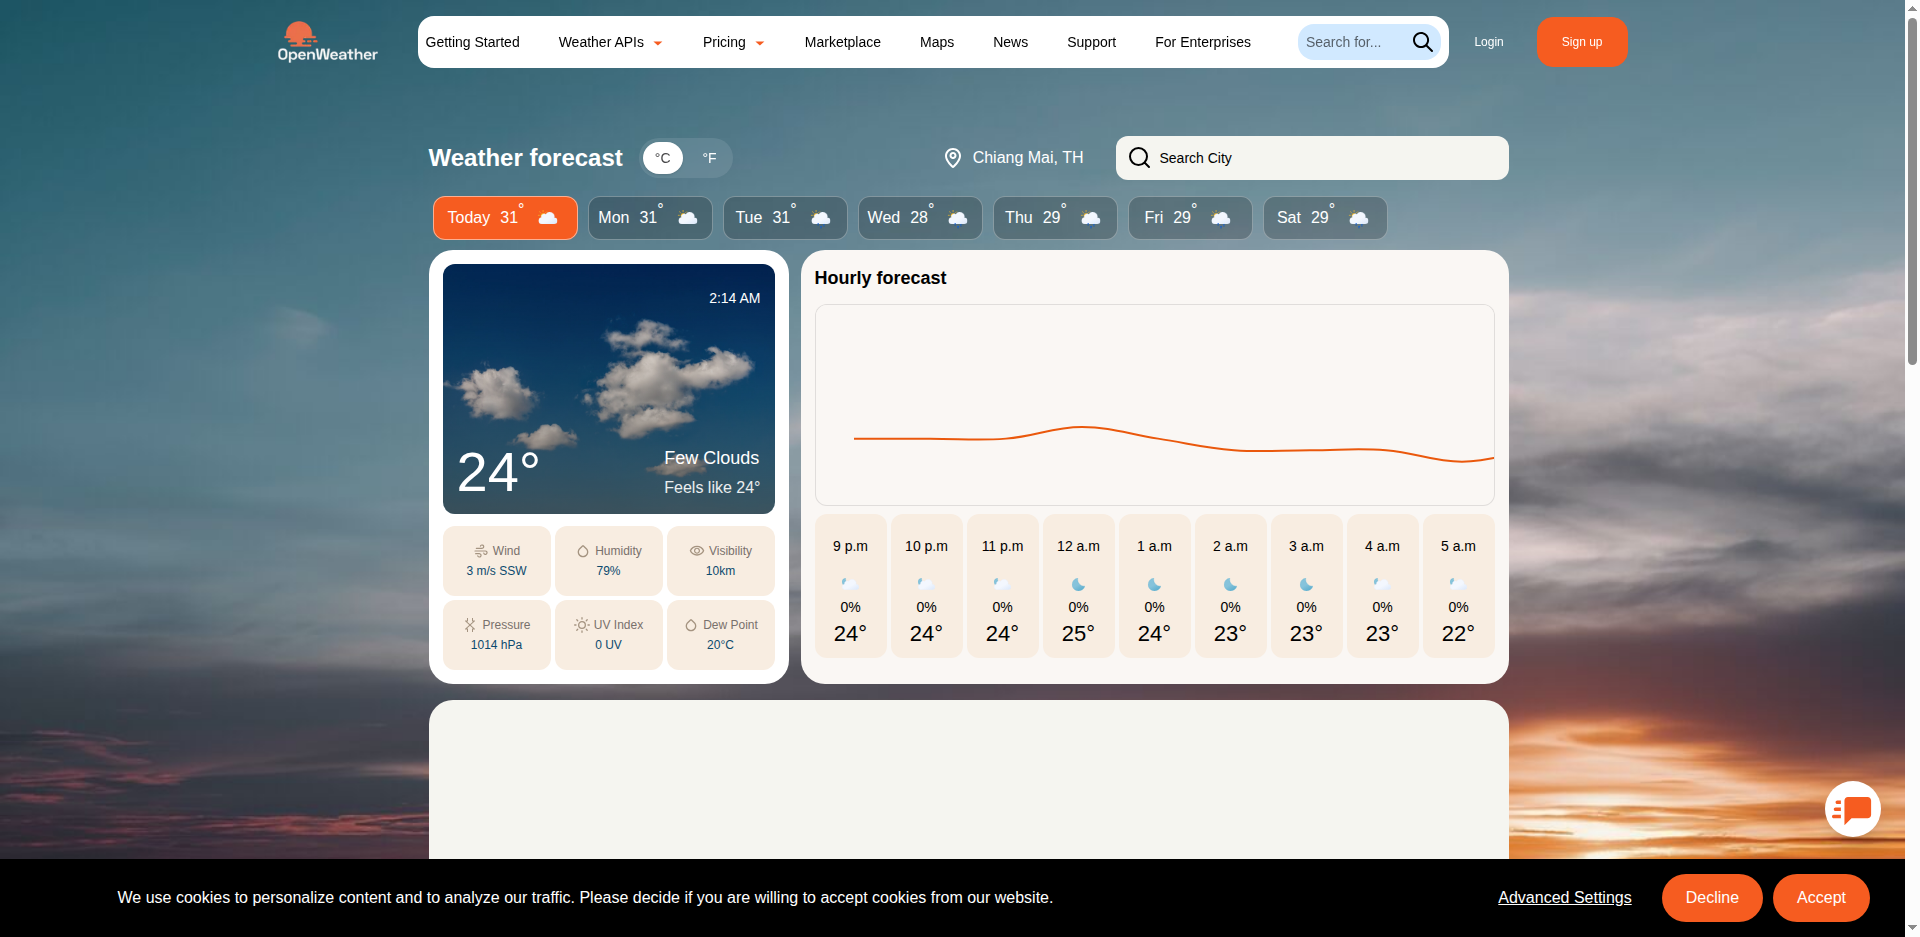 OpenWeather
Getting Started
Weather APIs
Pricing
Marketplace
Maps
News
Support
For Enterprises
Search for...
Login
Sign up
Weather forecast
°C
°F
Chiang Mai, TH
Search City
Today 31°
Mon 31°
Tue 31°
Wed 28°
Thu 29°
Fri 29°
Sat 29°
2:14 AM
24°
Few Clouds
Feels like 24°
Wind
3 m/s SSW
Humidity
79%
Visibility
10km
Pressure
1014 hPa
UV Index
0 UV
Dew Point
20°C
Hourly forecast
9 p.m
0%
24°
10 p.m
0%
24°
11 p.m
0%
24°
12 a.m
0%
25°
1 a.m
0%
24°
2 a.m
0%
23°
3 a.m
0%
23°
4 a.m
0%
23°
5 a.m
0%
22°
We use cookies to personalize content and to analyze our traffic. Please decide if you are willing to accept cookies from our website.
Advanced Settings
Decline
Accept